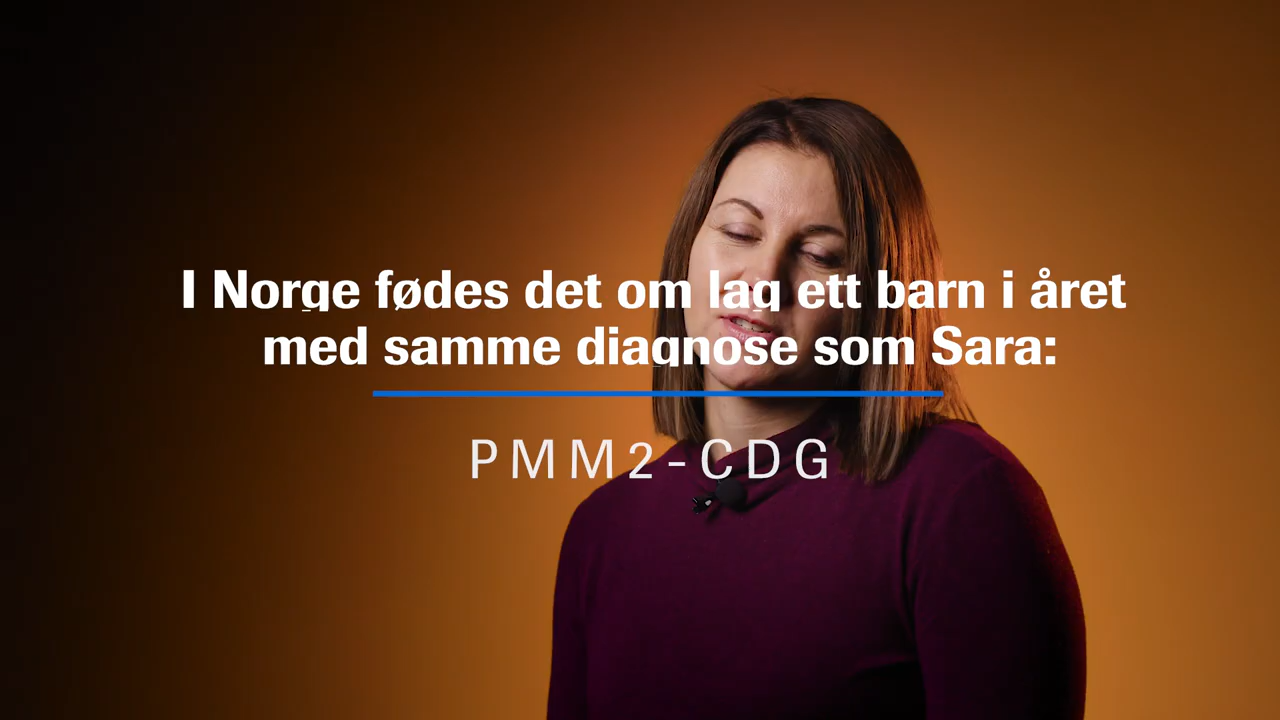 I Norge fødes det om lag ett barn i året
med samme diagnose som Sara:
PMM2-CDG